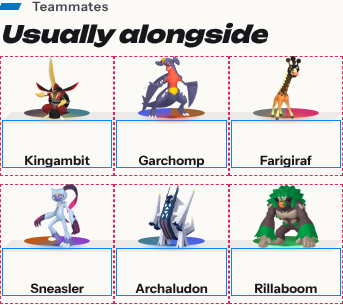 Teammates
Usually alongside
Kingambit
Garchomp
Farigiraf
Sneasler
Archaludon
Rillaboom